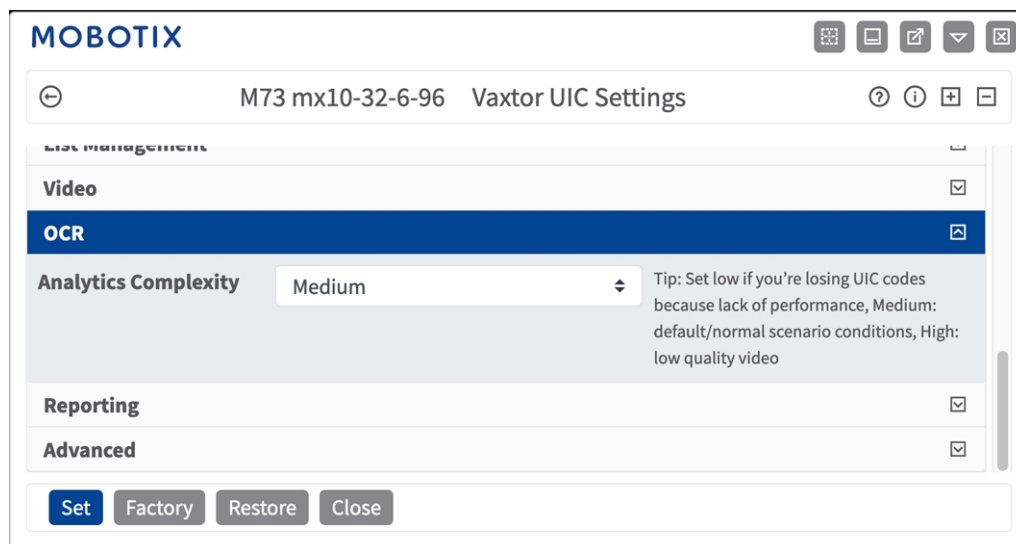 MOBOTIX
M73 mx10-32-6-96 Vaxtor UIC Settings
List Management
Video
OCR
Analytics Complexity
Medium
Tip: Set low if you're losing UIC codes
because lack of performance, Medium:
default/normal scenario conditions, High:
low quality video
Reporting
Advanced
Set Factory Restore Close